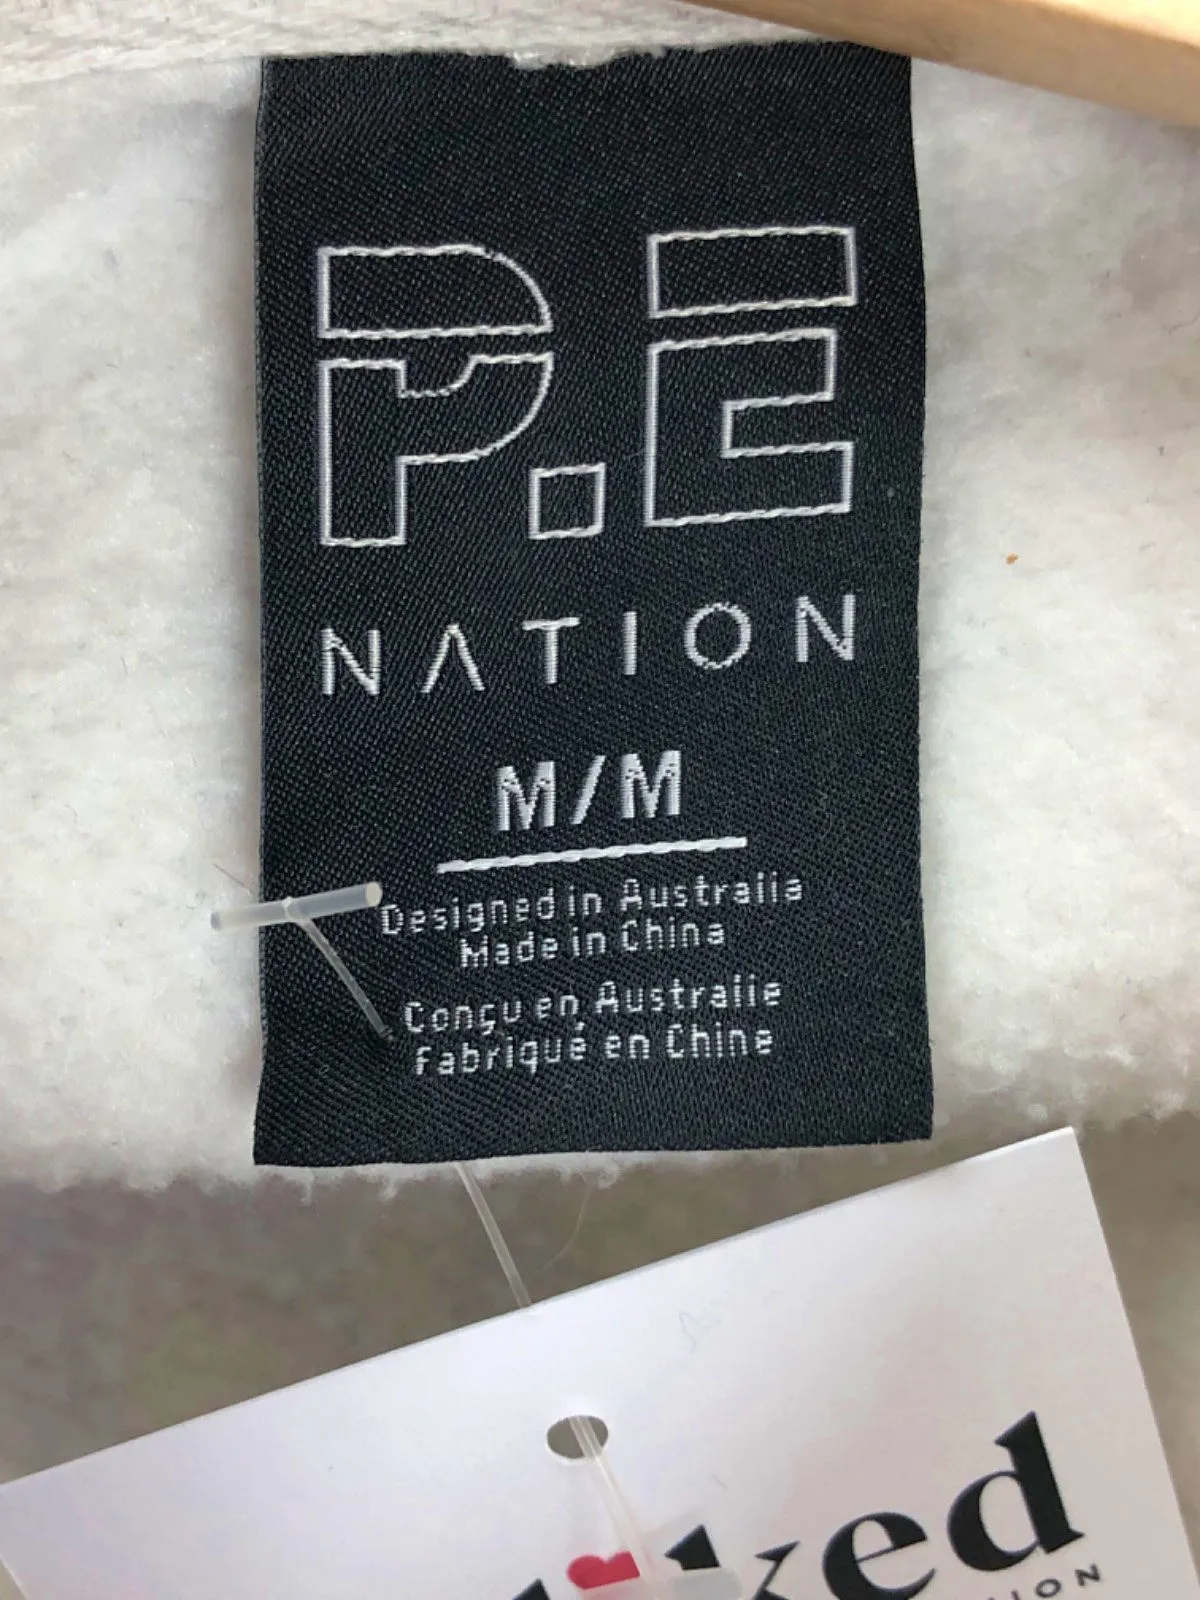 P.E
NATION
M/M
Designed in Australia
Made in China
Conçu en Australie
Fabriqué en Chine